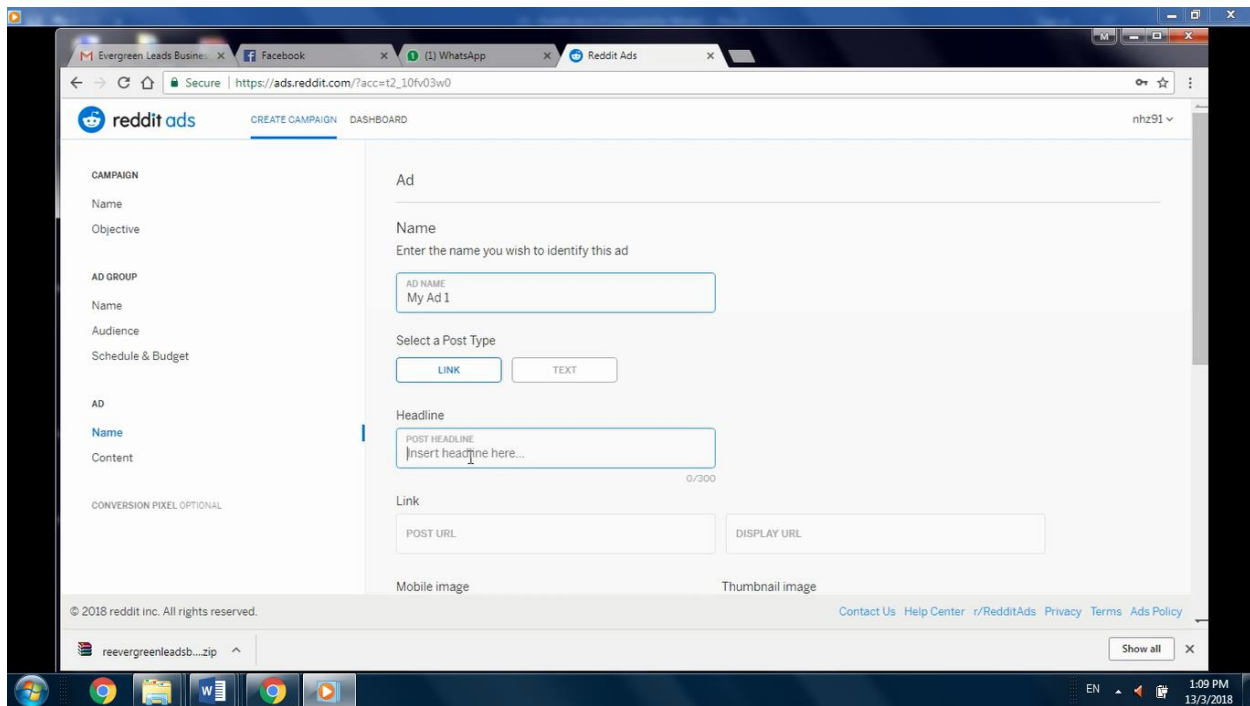 Evergreen Leads Busine:
Facebook
(1) WhatsApp
Reddit Ads
M
Secure https://ads.reddit.com/?acc=t2_10fv03w0
reddit ads
CREATE CAMPAIGN
DASHBOARD
nhz91
CAMPAIGN
Name
Objective
AD GROUP
Name
Audience
Schedule & Budget
AD
Name
Content
CONVERSION PIXEL OPTIONAL
Ad
Name
Enter the name you wish to identify this ad
AD NAME
My Ad 1
Select a Post Type
LINK
TEXT
Headline
POST HEADLINE
Insert headline here...
0/300
Link
POST URL
DISPLAY URL
Mobile image
Thumbnail image
© 2018 reddit inc. All rights reserved.
Contact Us Help Center r/RedditAds Privacy Terms Ads Policy
reevergreenleadsb....zip
Show all
EN
1:09 PM
13/3/2018